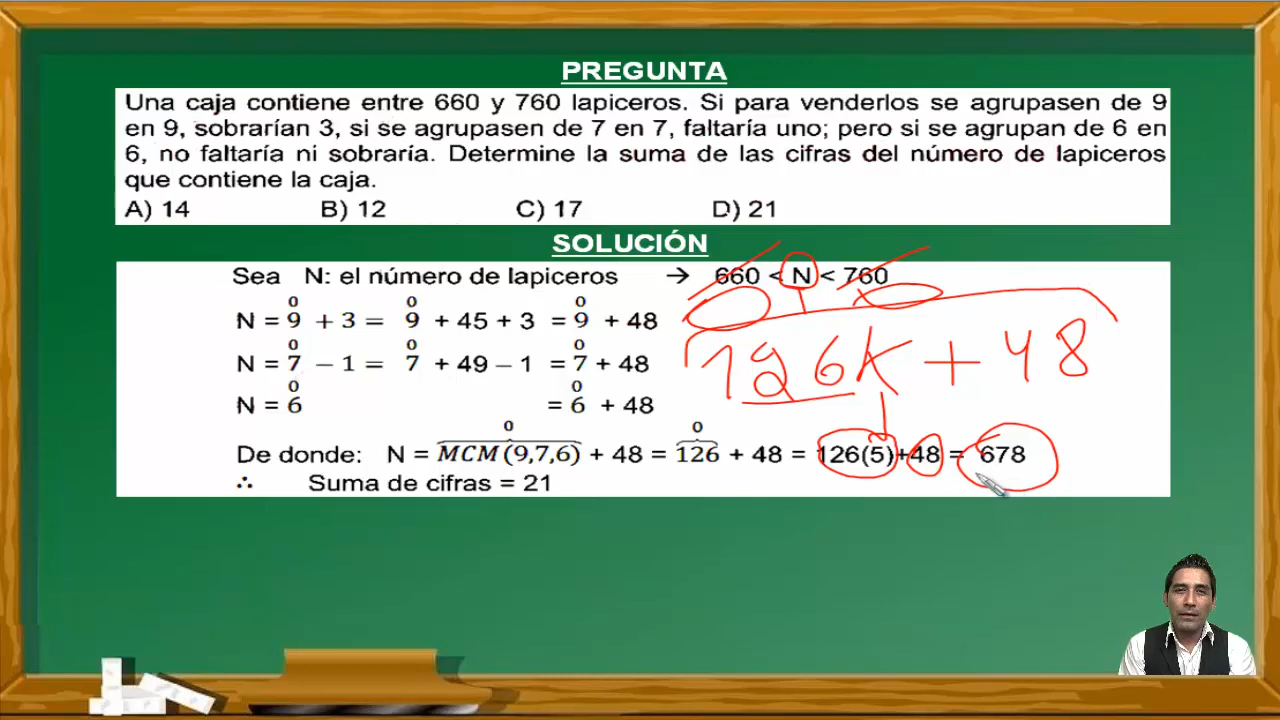 PREGUNTA
Una caja contiene entre 660 y 760 lapiceros. Si para venderlos se agrupasen de 9
en 9, sobrarían 3, si se agrupasen de 7 en 7, faltaría uno; pero si se agrupan de 6 en
6, no faltaría ni sobraría. Determine la suma de las cifras del número de lapiceros
que contiene la caja.
A) 14 B) 12 C) 17 D) 21
SOLUCIÓN
Sea N: el número de lapiceros → 660 < N < 760
o o o
N = 9 + 3 = 9 + 45 + 3 = 9 + 48
o o o
N = 7 − 1 = 7 + 49 − 1 = 7 + 48
o o
N = 6 = 6 + 48
126K + 48
o o
De donde: N = MCM (9,7,6) + 48 = 126 + 48 = 126(5)+48 = 678
∴ Suma de cifras = 21